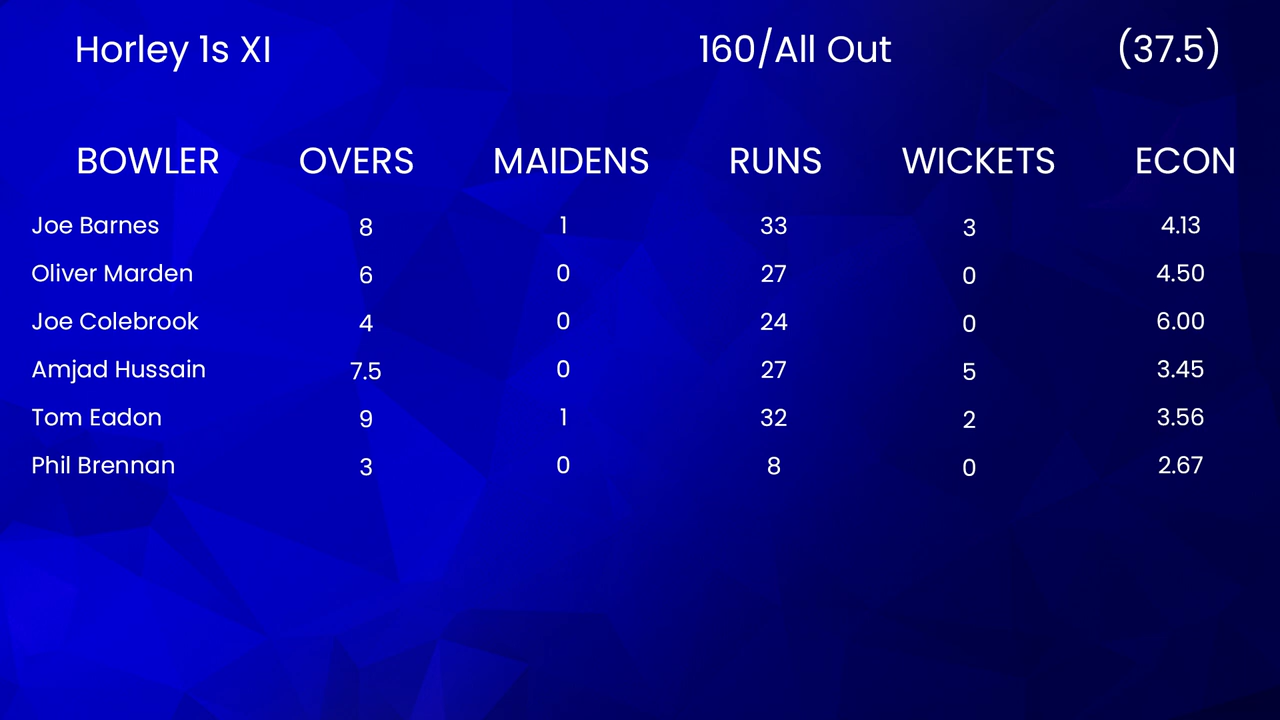 Horley 1s XI 160/All Out (37.5)
BOWLER OVERS MAIDENS RUNS WICKETS ECON
Joe Barnes 8 1 33 3 4.13
Oliver Marden 6 0 27 0 4.50
Joe Colebrook 4 0 24 0 6.00
Amjad Hussain 7.5 0 27 5 3.45
Tom Eadon 9 1 32 2 3.56
Phil Brennan 3 0 8 0 2.67